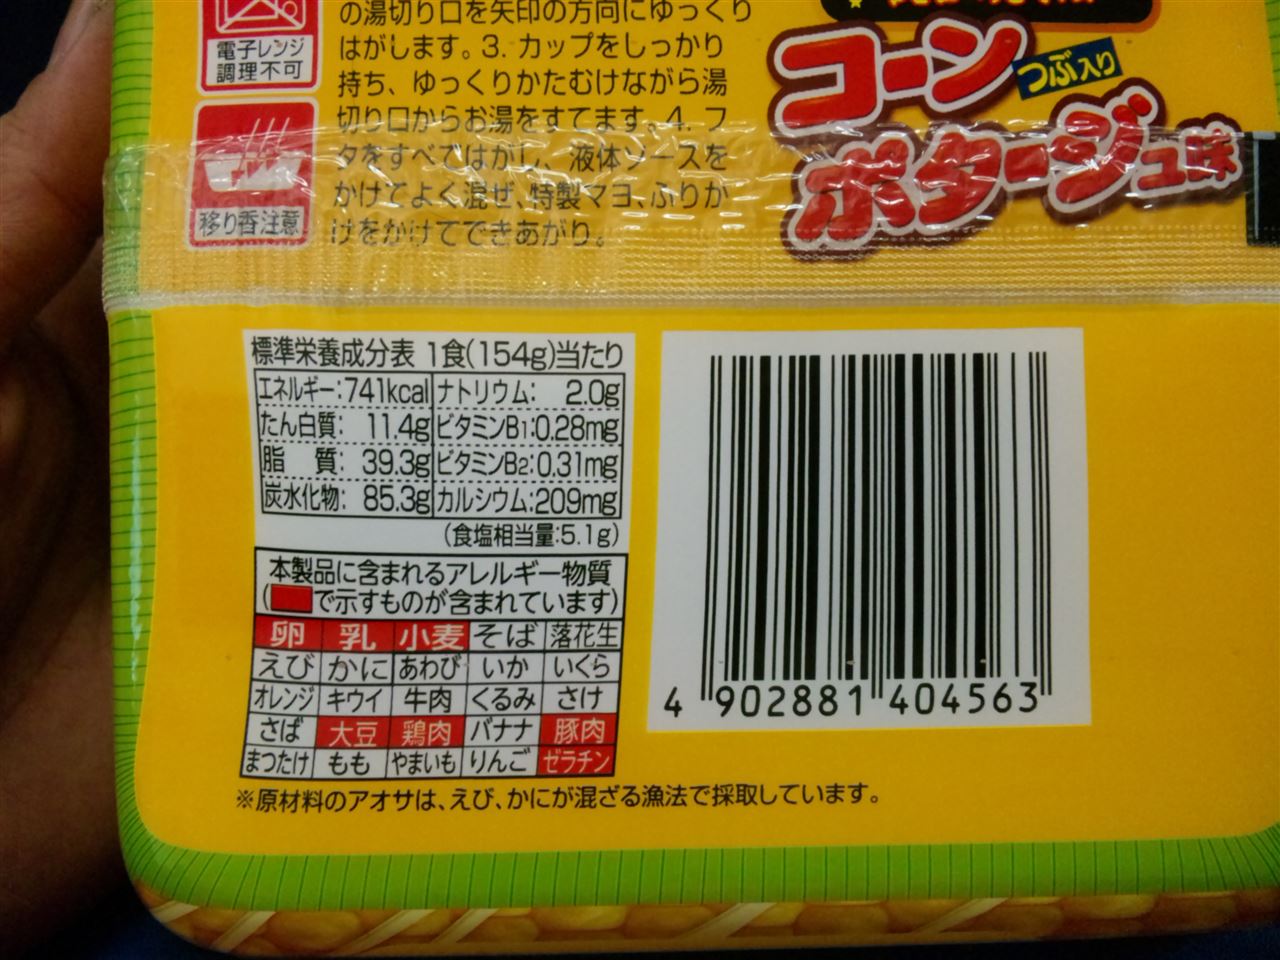 の湯切り口を矢印の方向にゆっくり
はがします。3. カップをしっかり
持ち、ゆっくりかたむけながら湯
切り口からお湯をすてます。4. フ
タをすべてはがし、液体ソースを
かけてよく混ぜ、特製マヨ、ふりか
けをかけてできあがり。
電子レンジ
調理不可
移り香注意
コーン
つぶ入り
ポタージュ味
標準栄養成分表 1食(154g)当たり
エネルギー:741kcal ナトリウム: 2.0g
たん白質: 11.4g ビタミンB1:0.28mg
脂 質: 39.3g ビタミンB2:0.31mg
炭水化物: 85.3g カルシウム:209mg
(食塩相当量:5.1g)
本製品に含まれるアレルギー物質
( で示すものが含まれています)
卵 乳 小麦 そば 落花生
えび かに あわび いか いくら
オレンジ キウイ 牛肉 くるみ さけ
さば 大豆 鶏肉 バナナ 豚肉
まつたけ もも やまいも りんご ゼラチン
※原材料のアオサは、えび、かにが混ざる漁法で採取しています。
4 902881 404563